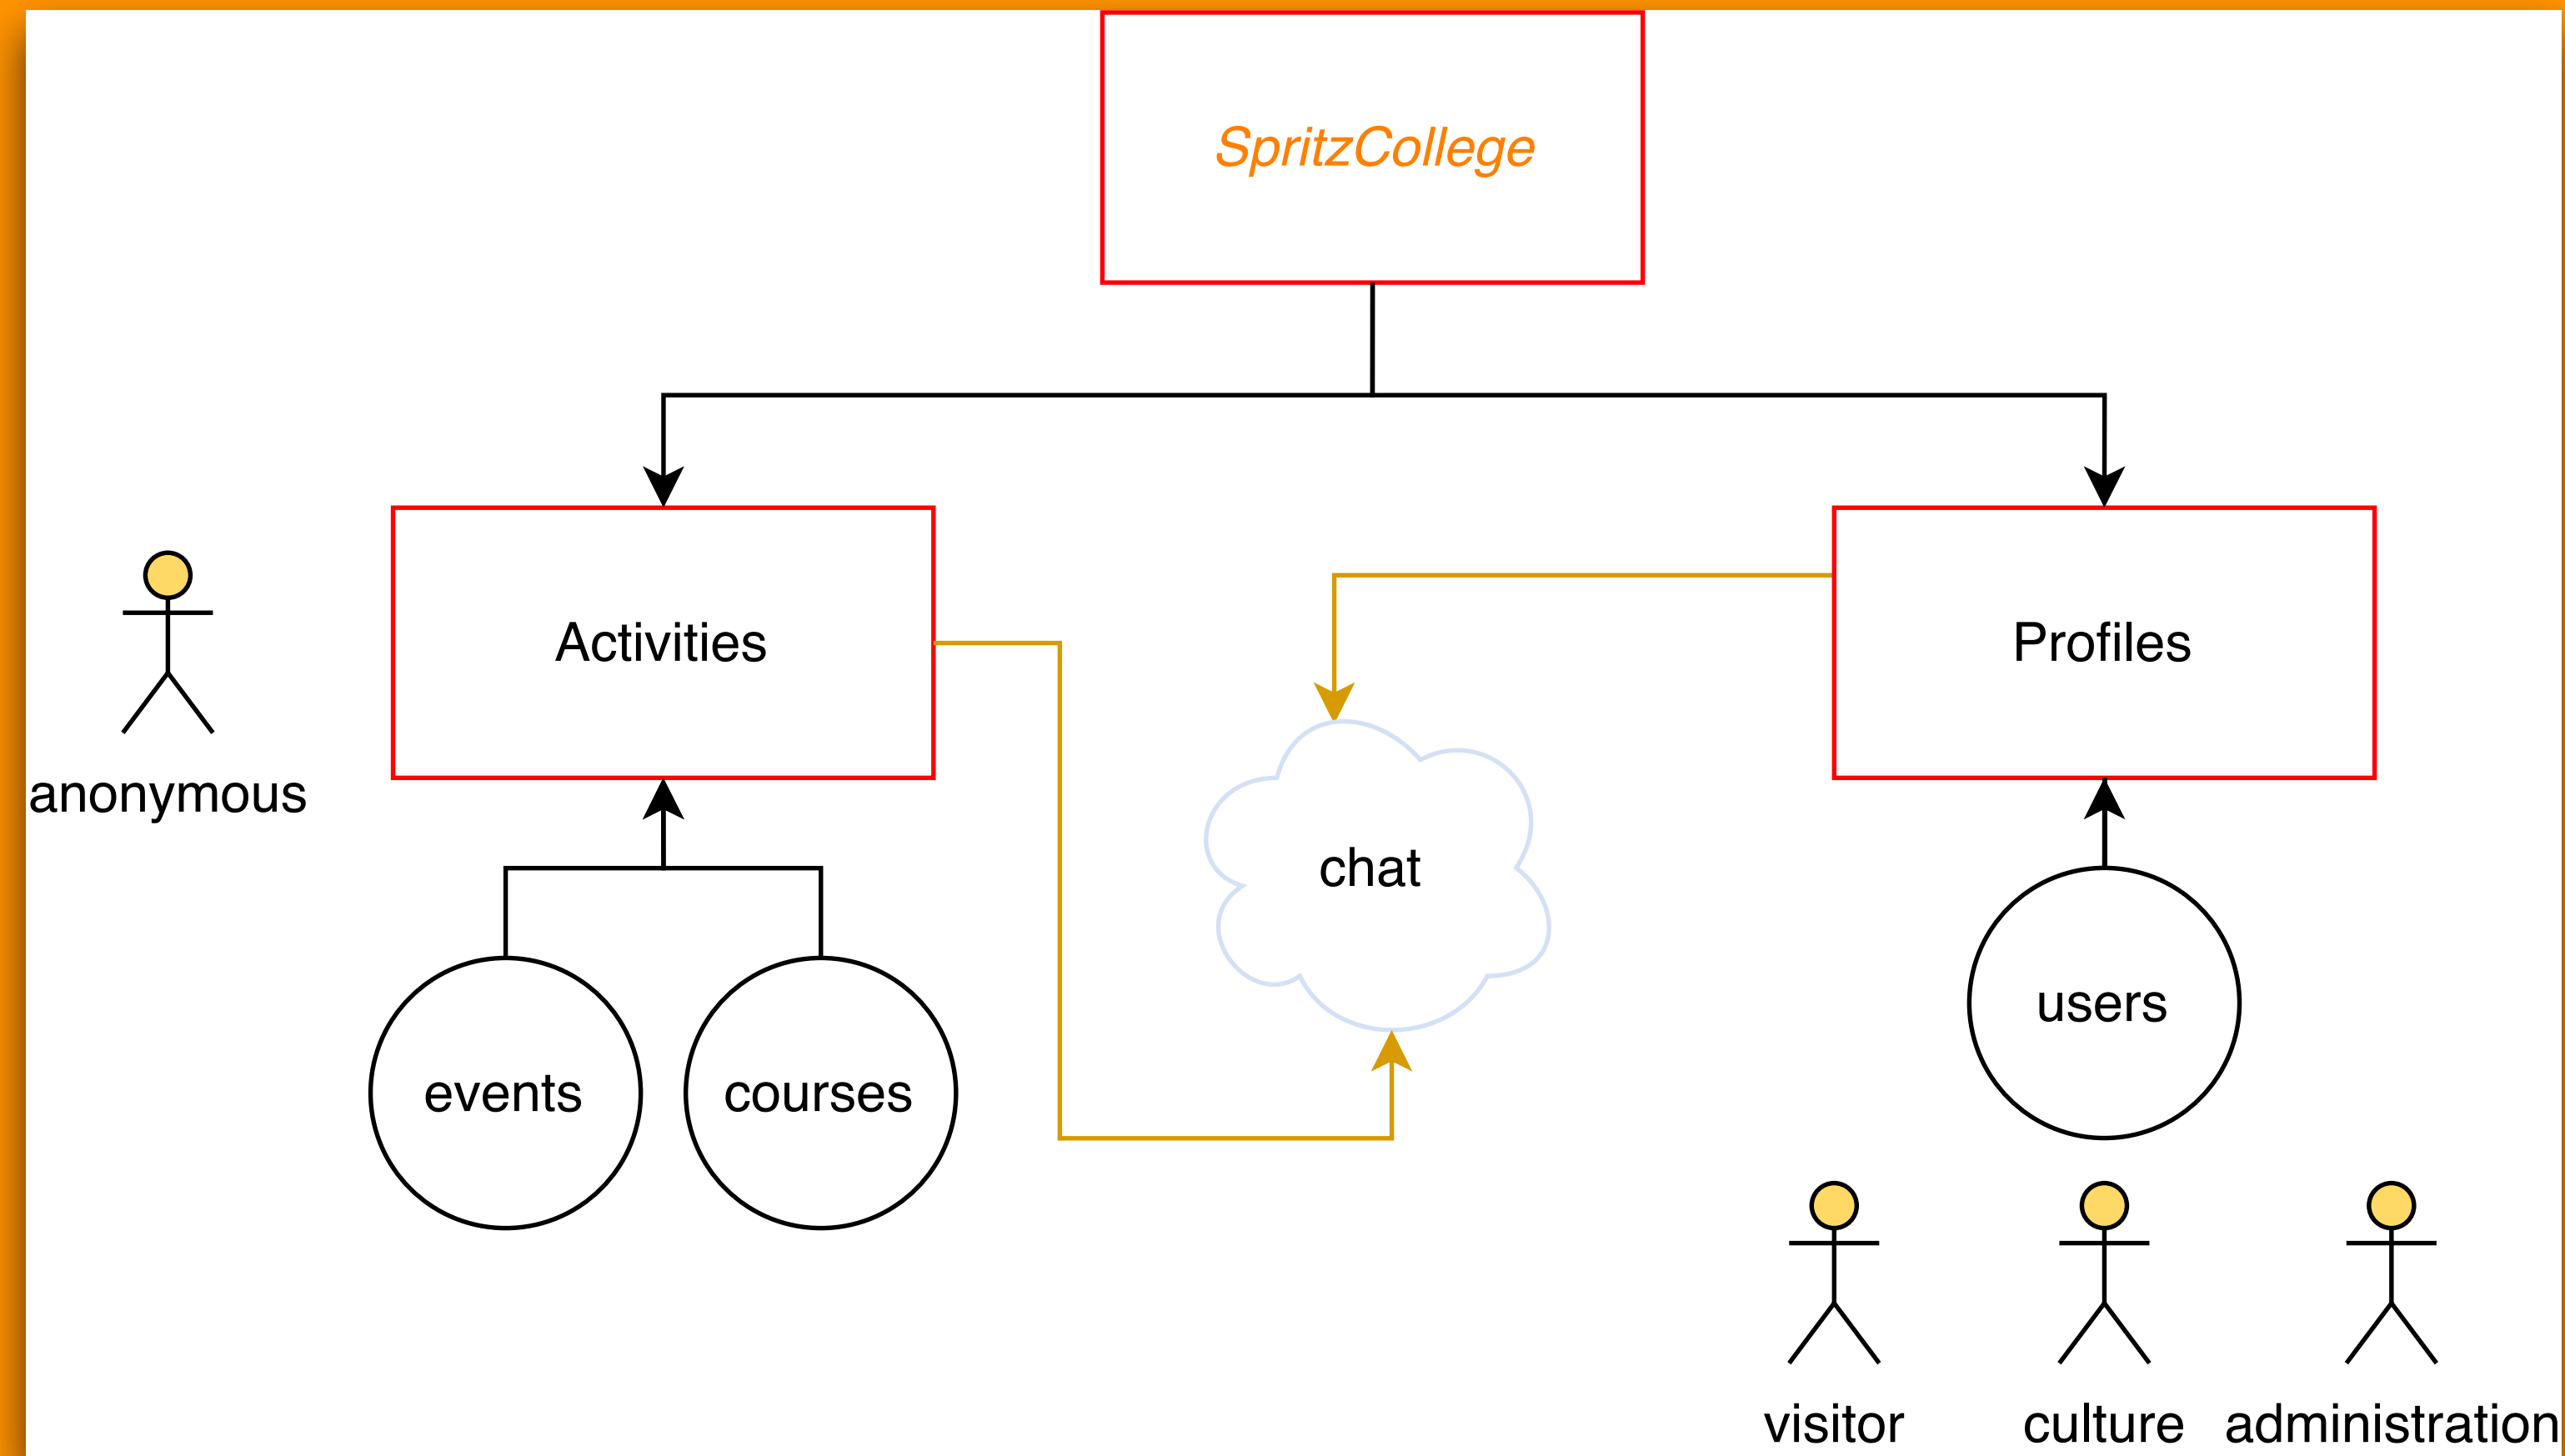 SpritzCollege
Activities
Profiles
anonymous
chat
users
events
courses
visitor
culture
administration